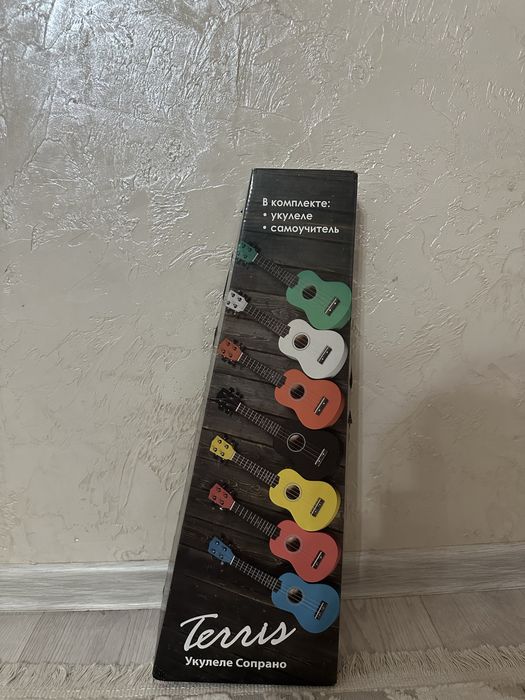 В комплекте:
• укулеле
• самоучитель
Terris
Укулеле Сопрано